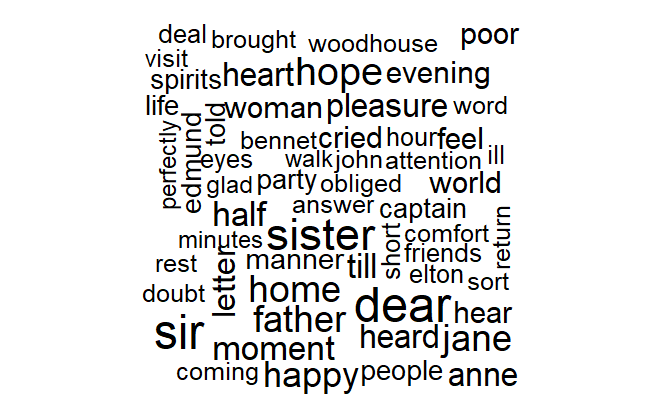 deal brought woodhouse poor
visit
spirits heart hope evening
life woman pleasure word
told
perfectly edmund bennet cried hour feel
eyes walk john attention ill
glad party obliged world
half answer captain
minutes sister short comfort return
rest manner till friends
letter elton sort
doubt home dear hear
sir father heard jane
moment
coming happy people anne